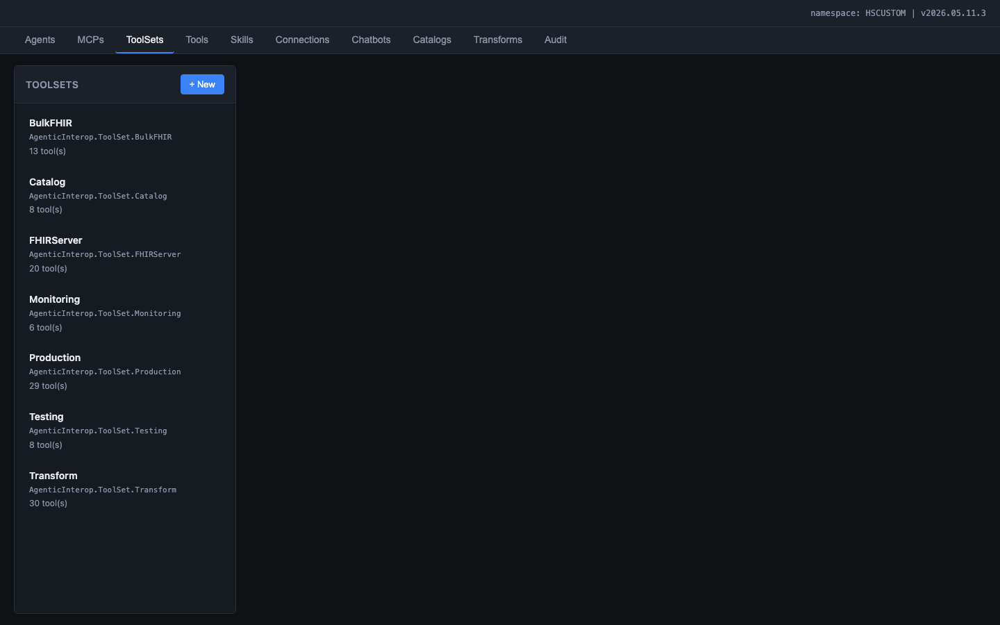 namespace: HSCUSTOM | v2026.05.11.3
Agents MCPs ToolSets Tools Skills Connections Chatbots Catalogs Transforms Audit
TOOLSETS + New
BulkFHIR
AgenticInterop.ToolSet.BulkFHIR
13 tool(s)
Catalog
AgenticInterop.ToolSet.Catalog
8 tool(s)
FHIRServer
AgenticInterop.ToolSet.FHIRServer
20 tool(s)
Monitoring
AgenticInterop.ToolSet.Monitoring
6 tool(s)
Production
AgenticInterop.ToolSet.Production
29 tool(s)
Testing
AgenticInterop.ToolSet.Testing
8 tool(s)
Transform
AgenticInterop.ToolSet.Transform
30 tool(s)